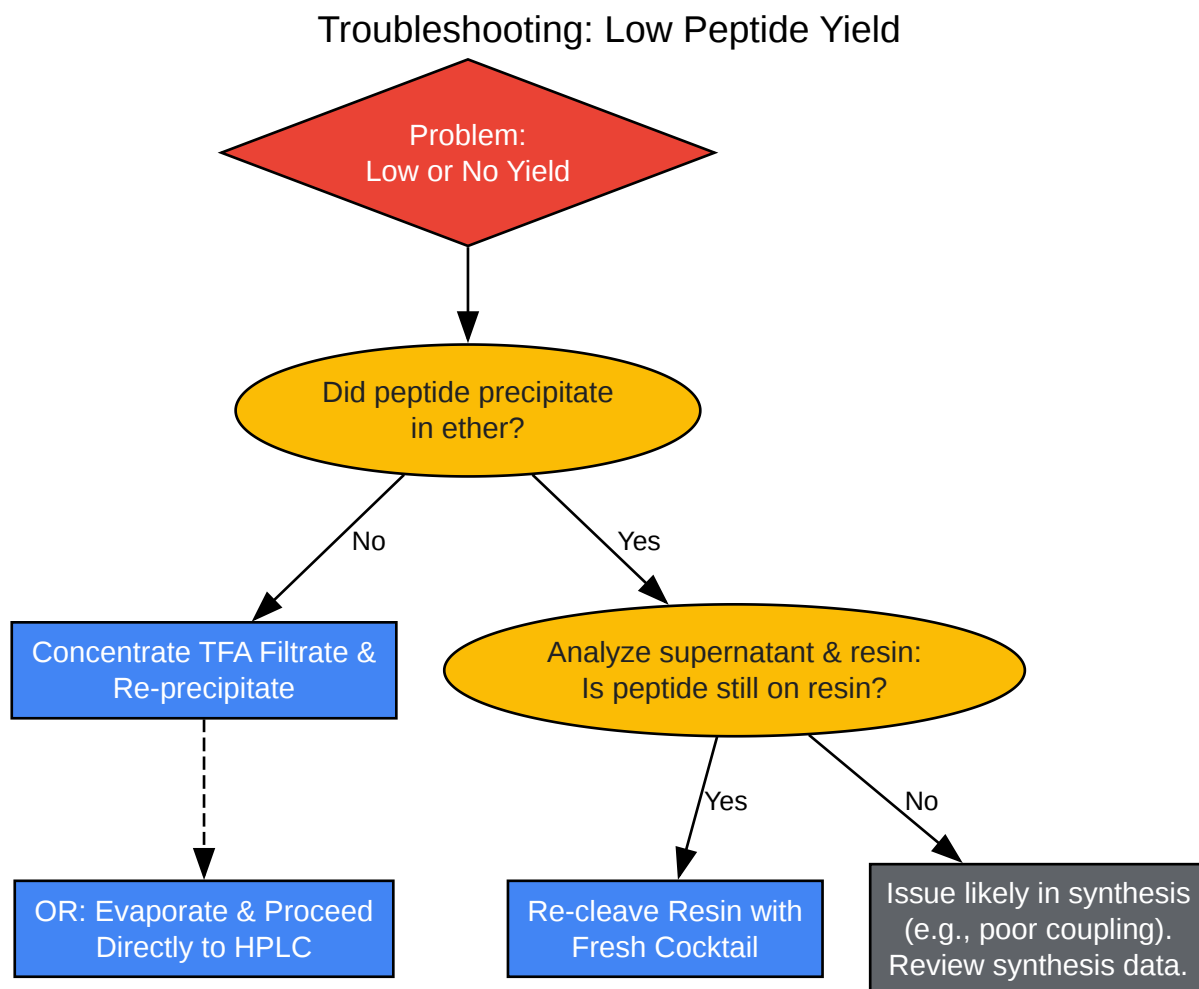 Troubleshooting: Low Peptide Yield
Problem:
Low or No Yield
Did peptide precipitate
in ether?
No
Yes
Concentrate TFA Filtrate &
Re-precipitate
Analyze supernatant & resin:
Is peptide still on resin?
Yes
No
OR: Evaporate & Proceed
Directly to HPLC
Re-cleave Resin with
Fresh Cocktail
Issue likely in synthesis
(e.g., poor coupling).
Review synthesis data.